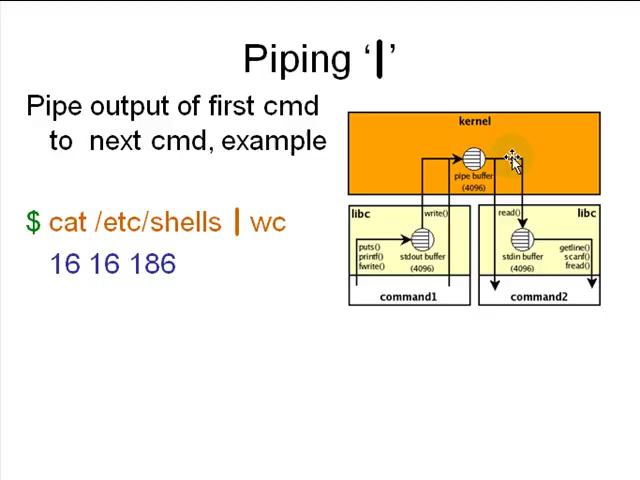 Piping ‘|’
Pipe output of first cmd
to next cmd, example
$ cat /etc/shells | wc
16 16 186
kernel
pipe buffer
(4096)
libc
write()
read()
libc
puts()
printf()
fwrite()
stdout buffer
(4096)
stdin buffer
(4096)
getline()
scanf()
fread()
command1
command2